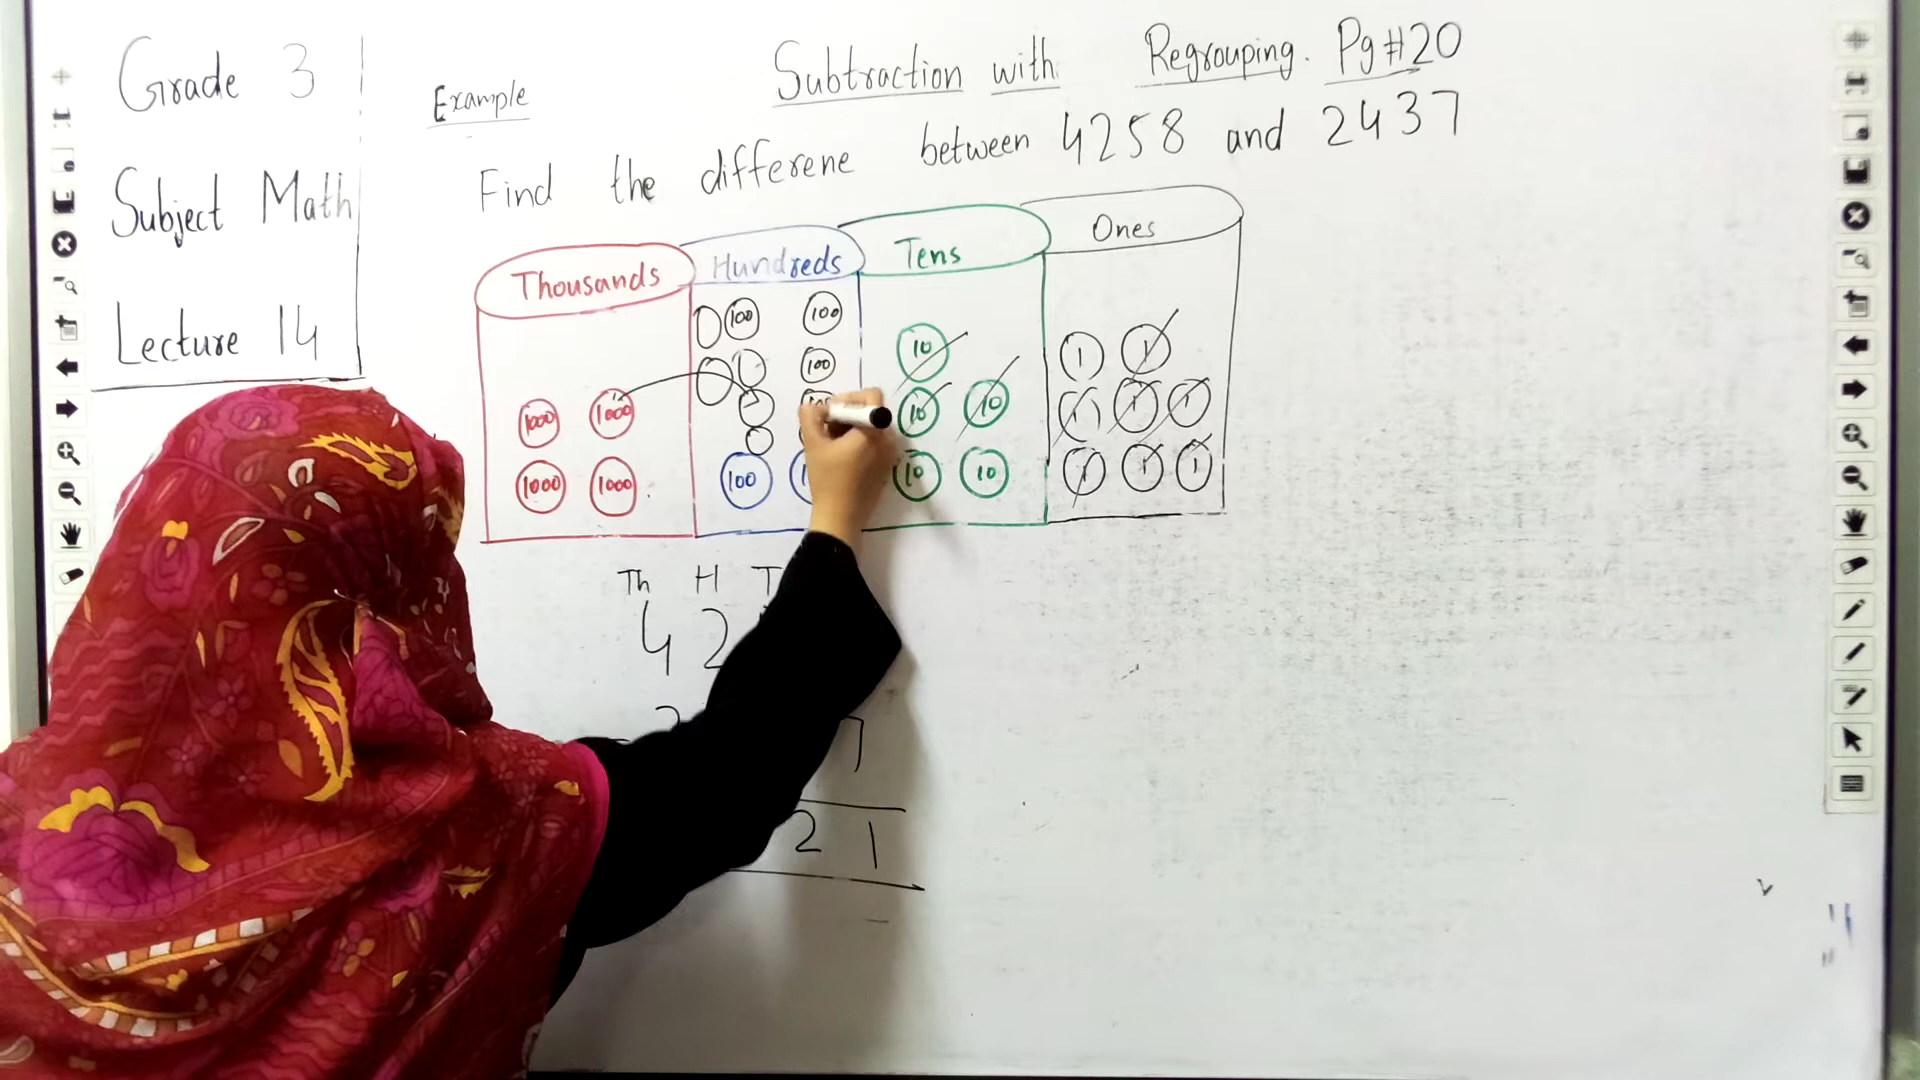 Grade 3
Subject Math
Lecture 14
Subtraction with Regrouping. Pg#20
Example
Find the differene between 4258 and 2437
Thousands Hundreds Tens Ones
100 100 10 1 1
100
1000 1000 10 10 1 1 1
1000 1000 100 10 10 1 1 1
Th H T
4 2
7
2 1